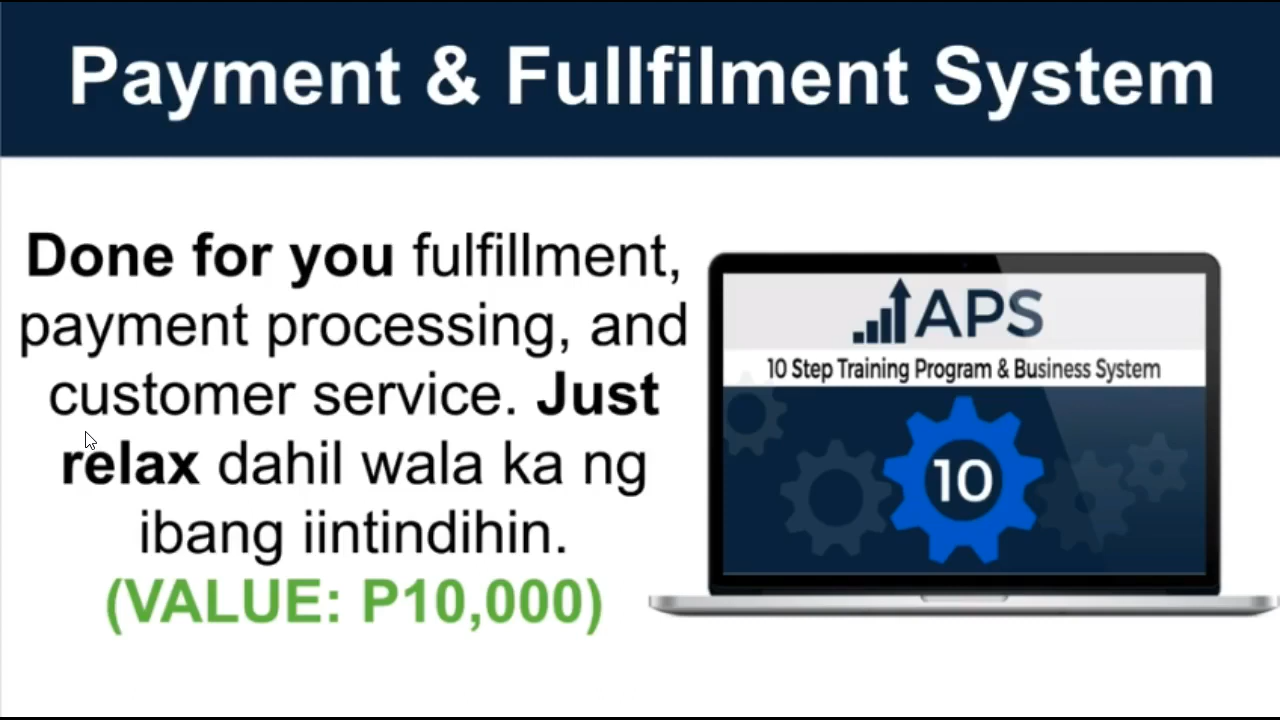 Payment & Fullfilment System
Done for you fulfillment,
payment processing, and
customer service. Just
relax dahil wala ka ng
ibang iintindihin.
(VALUE: P10,000)
APS
10 Step Training Program & Business System
10